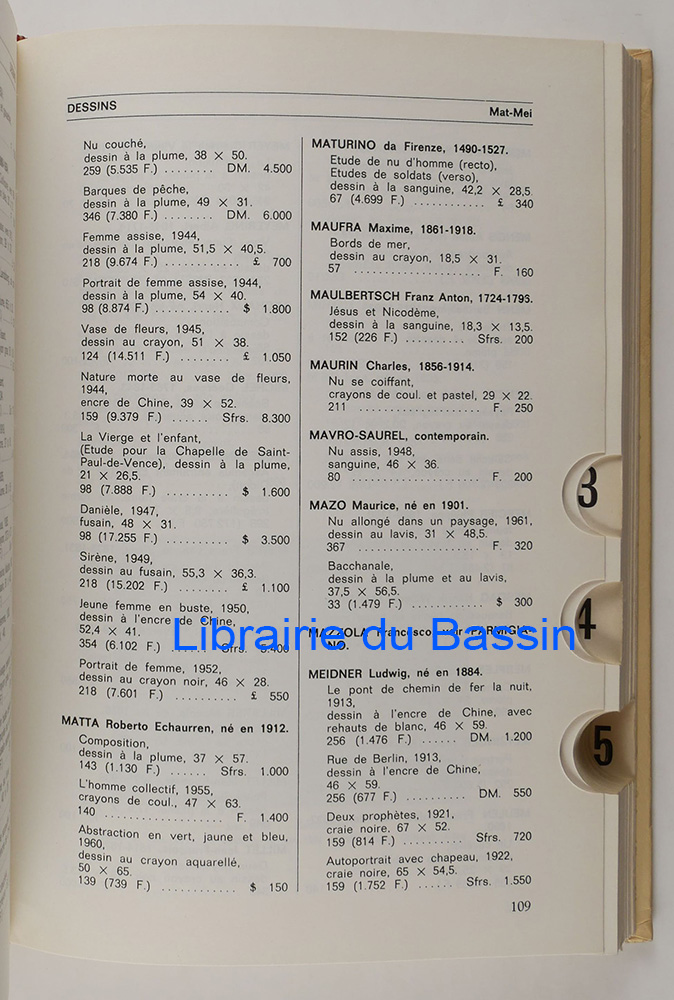 DESSINS
Mat-Mei
Nu couché,
dessin à la plume, 38 × 50.
259 (5.535 F.) ........ DM. 4.500
Barques de pêche,
dessin à la plume, 49 × 31.
346 (7.380 F.) ........ DM. 6.000
Femme assise, 1944,
dessin à la plume, 51,5 × 40,5.
218 (9.674 F.) ............ £ 700
Portrait de femme assise, 1944,
dessin à la plume, 54 × 40.
98 (8.874 F.) ............ $ 1.800
Vase de fleurs, 1945,
dessin au crayon, 51 × 38.
124 (14.511 F.) ........ £ 1.050
Nature morte au vase de fleurs,
1944,
encre de Chine, 39 × 52.
159 (9.379 F.) ...... Sfrs. 8.300
La Vierge et l'enfant,
(Etude pour la Chapelle de Saint-
Paul-de-Vence), dessin à la plume,
21 × 26,5.
98 (7.888 F.) .......... $ 1.600
Danièle, 1947,
fusain, 48 × 31.
98 (17.255 F.) .......... $ 3.500
Sirène, 1949,
dessin au fusain, 55,3 × 36,3.
218 (15.202 F.) ........ £ 1.100
Jeune femme en buste, 1950,
dessin à l'encre de Chine,
52,4 × 41.
354 (6.102 F.) ...... Sfrs. 5.400
Portrait de femme, 1952,
dessin au crayon noir, 46 × 28.
218 (7.601 F.) .......... £ 550
MATTA Roberto Echaurren, né en 1912.
Composition,
dessin à la plume, 37 × 57.
143 (1.130 F.) ...... Sfrs. 1.000
L'homme collectif, 1955,
crayons de coul., 47 × 63.
140 .................... F. 1.400
Abstraction en vert, jaune et bleu,
1960,
dessin au crayon aquarellé,
50 × 65.
139 (739 F.) .............. $ 150
MATURINO da Firenze, 1490-1527.
Etude de nu d'homme (recto),
Etudes de soldats (verso),
dessin à la sanguine, 42,2 × 28,5.
67 (4.699 F.) ............ £ 340
MAUFRA Maxime, 1861-1918.
Bords de mer,
dessin au crayon, 18,5 × 31.
57 ..................... F. 160
MAULBERTSCH Franz Anton, 1724-1796.
Jésus et Nicodème,
dessin à la sanguine, 18,3 × 13,5.
152 (226 F.) .......... Sfrs. 200
MAURIN Charles, 1856-1914.
Nu se coiffant,
crayons de coul. et pastel, 29 × 22.
211 .................... F. 250
MAVRO-SAUREL, contemporain.
Nu assis, 1948,
sanguine, 46 × 36.
80 ..................... F. 200
MAZO Maurice, né en 1901.
Nu allongé dans un paysage, 1961,
dessin au lavis, 31 × 48,5.
367 .................... F. 320
Bacchanale,
dessin à la plume et au lavis,
37,5 × 56,5.
33 (1.479 F.) ............ $ 300
MAZZOLA Francesco, voir PARMIGIA-
NO.
MEIDNER Ludwig, né en 1884.
Le pont de chemin de fer la nuit,
1913,
dessin à l'encre de Chine, avec
rehauts de blanc, 46 × 59.
256 (1.476 F.) ...... DM. 1.200
Rue de Berlin, 1913,
dessin à l'encre de Chine,
46 × 59.
256 (677 F.) .......... DM. 550
Deux prophètes, 1921,
craie noire, 67 × 52.
159 (814 F.) .......... Sfrs. 720
Autoportrait avec chapeau, 1922,
craie noire, 65 × 54,5.
159 (1.752 F.) ...... Sfrs. 1.550
109
3
4
5
Librairie du Bassin